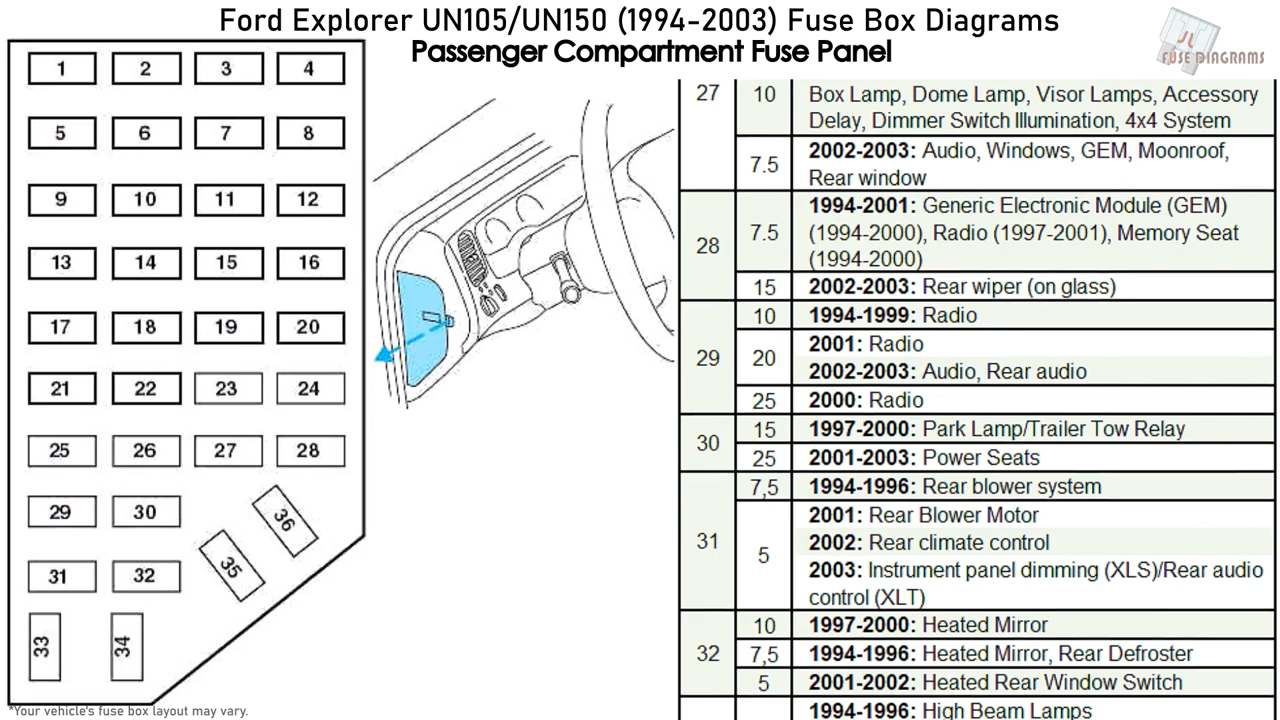 Ford Explorer UN105/UN150 (1994-2003) Fuse Box Diagrams
Passenger Compartment Fuse Panel
JL
FUSE DIAGRAMS
1 2 3 4
5 6 7 8
9 10 11 12
13 14 15 16
17 18 19 20
21 22 23 24
25 26 27 28
29 30 36
31 32 35
33 34
*Your vehicle's fuse box layout may vary.
27
10
Box Lamp, Dome Lamp, Visor Lamps, Accessory
Delay, Dimmer Switch Illumination, 4x4 System
7.5
2002-2003: Audio, Windows, GEM, Moonroof,
Rear window
28
7.5
1994-2001: Generic Electronic Module (GEM)
(1994-2000), Radio (1997-2001), Memory Seat
(1994-2000)
15
2002-2003: Rear wiper (on glass)
29
10
1994-1999: Radio
20
2001: Radio
2002-2003: Audio, Rear audio
25
2000: Radio
30
15
1997-2000: Park Lamp/Trailer Tow Relay
25
2001-2003: Power Seats
31
7,5
1994-1996: Rear blower system
5
2001: Rear Blower Motor
2002: Rear climate control
2003: Instrument panel dimming (XLS)/Rear audio
control (XLT)
32
10
1997-2000: Heated Mirror
7,5
1994-1996: Heated Mirror, Rear Defroster
5
2001-2002: Heated Rear Window Switch
1994-1996: High Beam Lamps